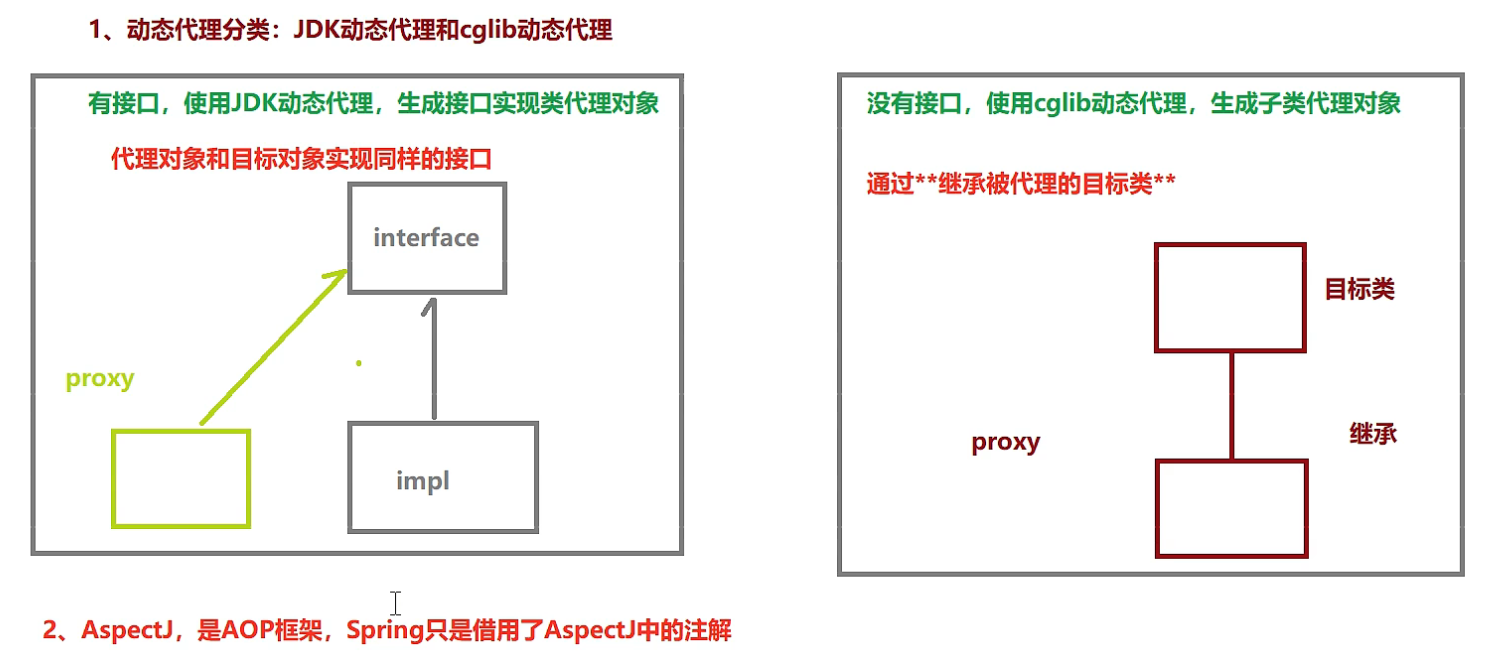 1、动态代理分类：JDK动态代理和cglib动态代理
有接口，使用JDK动态代理，生成接口实现类代理对象
代理对象和目标对象实现同样的接口
interface
proxy
impl
没有接口，使用cglib动态代理，生成子类代理对象
通过**继承被代理的目标类**
目标类
proxy
继承
2、AspectJ，是AOP框架，Spring只是借用了AspectJ中的注解